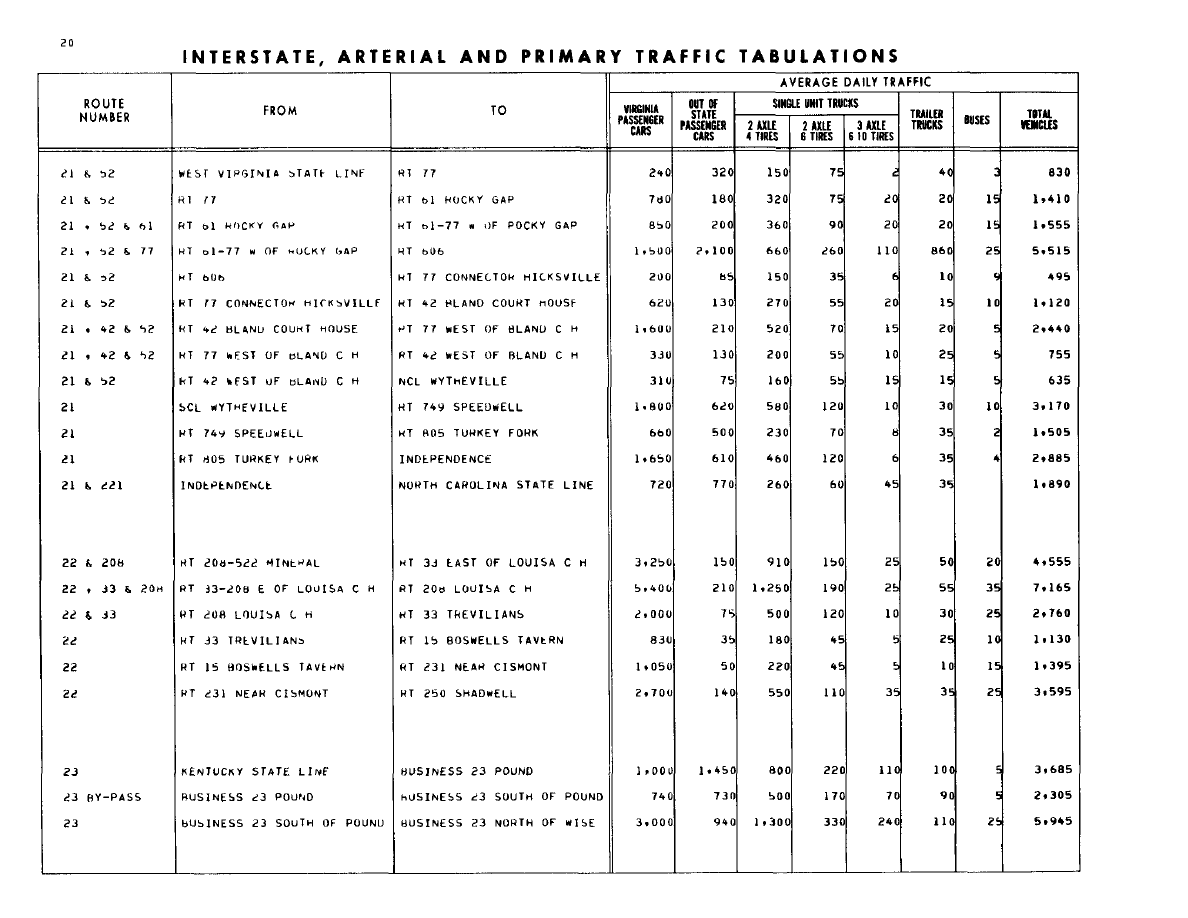 20
INTERSTATE, ARTERIAL AND PRIMARY TRAFFIC TABULATIONS
AVERAGE DAILY TRAFFIC
ROUTE NUMBER FROM TO VIRGINIA PASSENGER CARS OUT OF STATE PASSENGER CARS SINGLE UNIT TRUCKS 2 AXLE 4 TIRES 2 AXLE 6 TIRES 3 AXLE 6 10 TIRES TRAILER TRUCKS BUSES TOTAL VEHICLES
21 & 52 WEST VIRGINIA STATE LINE RT 77 240 320 150 75 2 40 3 830
21 & 52 RT 77 RT 61 ROCKY GAP 780 180 320 75 20 20 15 1,410
21 , 52 & 61 RT 61 ROCKY GAP RT 61-77 W OF ROCKY GAP 850 200 360 90 20 20 15 1,555
21 , 52 & 77 RT 61-77 W OF ROCKY GAP RT 606 1,500 2,100 660 260 110 860 25 5,515
21 & 52 RT 606 RT 77 CONNECTOR HICKSVILLE 200 85 150 35 6 10 9 495
21 & 52 RT 77 CONNECTOR HICKSVILLE RT 42 BLAND COURT HOUSE 620 130 270 55 20 15 10 1,120
21 , 42 & 52 RT 42 BLAND COURT HOUSE RT 77 WEST OF BLAND C H 1,600 210 520 70 15 20 5 2,440
21 , 42 & 52 RT 77 WEST OF BLAND C H RT 42 WEST OF BLAND C H 330 130 200 55 10 25 5 755
21 & 52 RT 42 WEST OF BLAND C H NCL WYTHEVILLE 310 75 160 55 15 15 5 635
21 SCL WYTHEVILLE RT 749 SPEEDWELL 1,800 620 580 120 10 30 10 3,170
21 RT 749 SPEEDWELL RT 805 TURKEY FORK 660 500 230 70 8 35 2 1,505
21 RT 805 TURKEY FORK INDEPENDENCE 1,650 610 460 120 6 35 4 2,885
21 & 221 INDEPENDENCE NORTH CAROLINA STATE LINE 720 770 260 60 45 35 1,890
22 & 208 RT 208-522 MINERAL RT 33 EAST OF LOUISA C H 3,250 150 910 150 25 50 20 4,555
22 , 33 & 208 RT 33-208 E OF LOUISA C H RT 208 LOUISA C H 5,400 210 1,250 190 25 55 35 7,165
22 & 33 RT 208 LOUISA C H RT 33 TREVILIANS 2,000 75 500 120 10 30 25 2,760
22 RT 33 TREVILIANS RT 15 BOSWELLS TAVERN 830 35 180 45 5 25 10 1,130
22 RT 15 BOSWELLS TAVERN RT 231 NEAR CISMONT 1,050 50 220 45 5 10 15 1,395
22 RT 231 NEAR CISMONT RT 250 SHADWELL 2,700 140 550 110 35 35 25 3,595
23 KENTUCKY STATE LINE BUSINESS 23 POUND 1,000 1,450 800 220 110 100 5 3,685
23 BY-PASS BUSINESS 23 POUND BUSINESS 23 SOUTH OF POUND 740 730 500 170 70 90 5 2,305
23 BUSINESS 23 SOUTH OF POUND BUSINESS 23 NORTH OF WISE 3,000 940 1,300 330 240 110 25 5,945